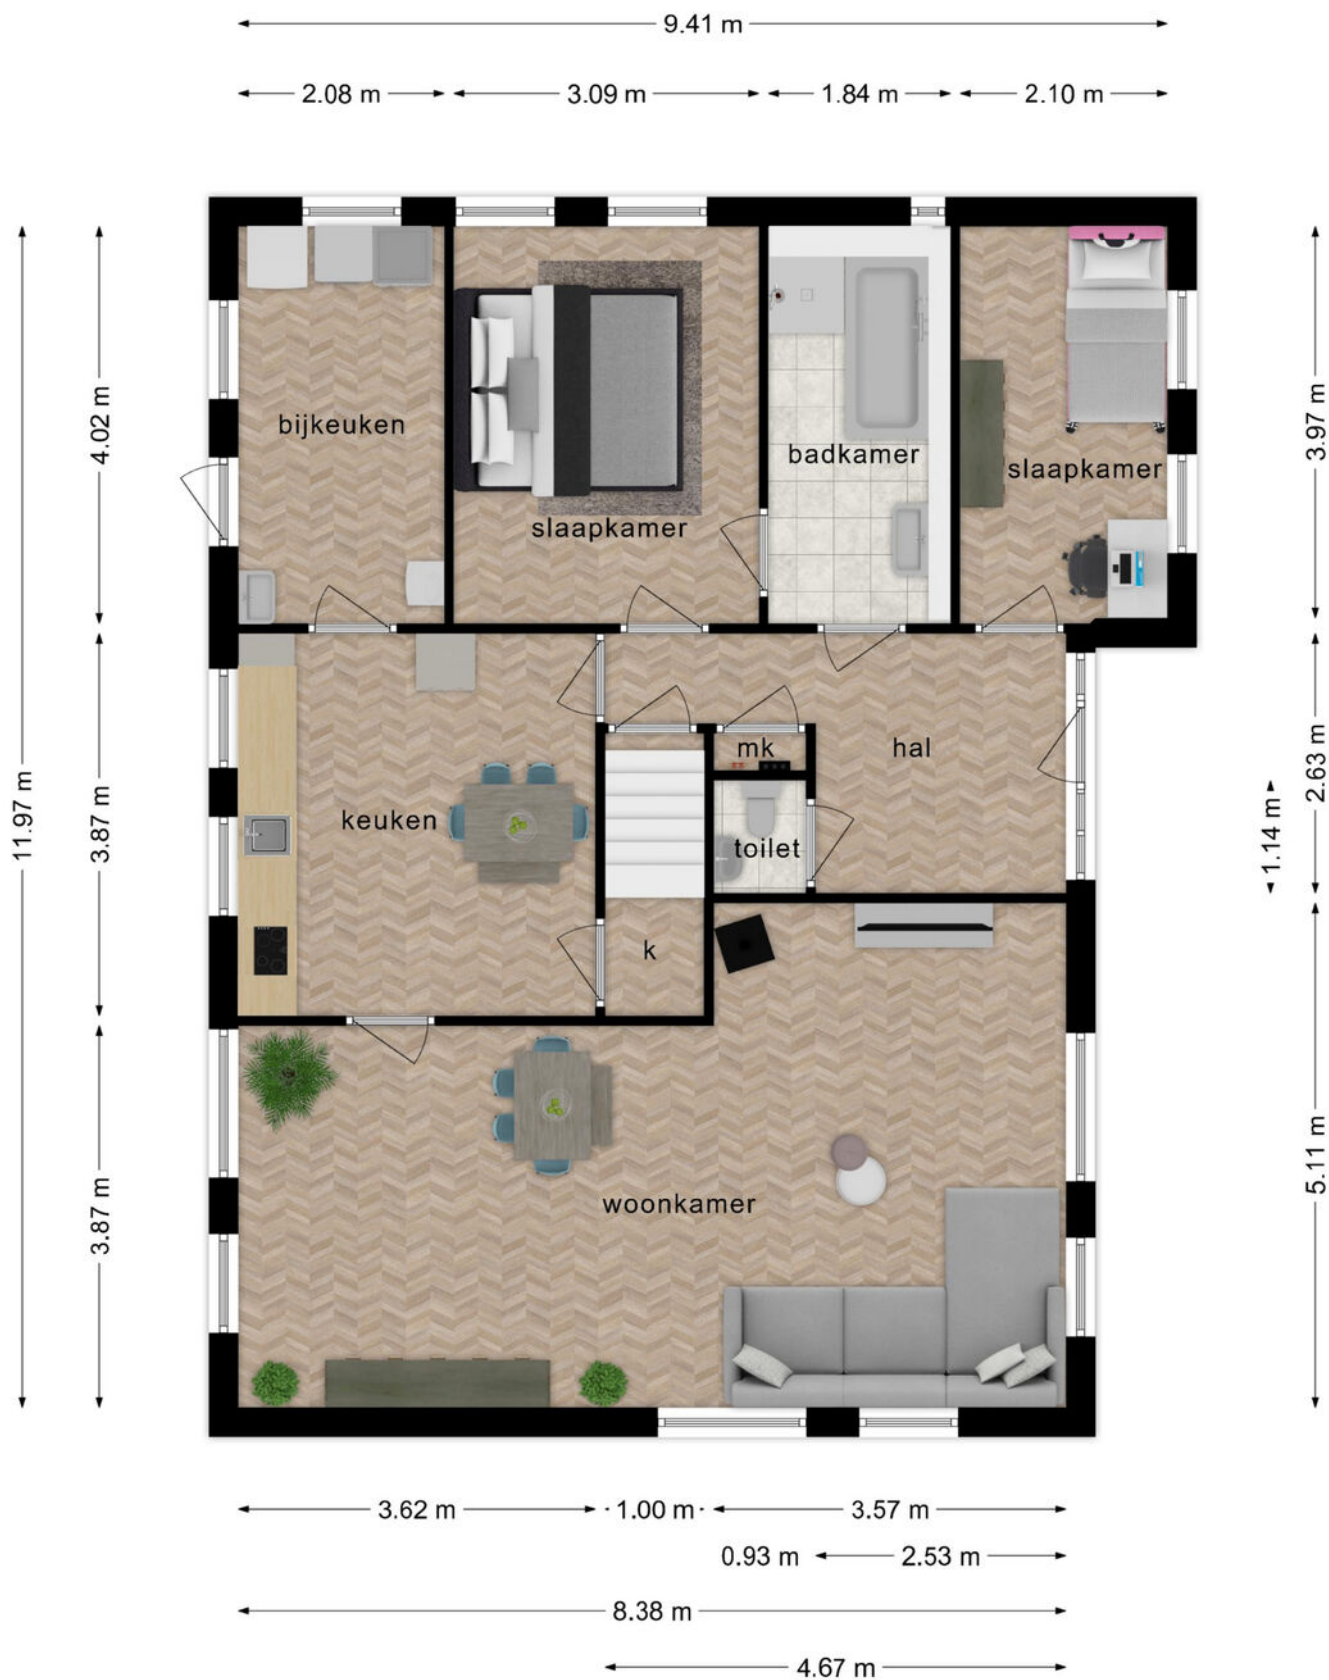 9.41 m
2.08 m 3.09 m 1.84 m 2.10 m
11.97 m
4.02 m
3.87 m
3.87 m
bijkeuken
slaapkamer
badkamer
slaapkamer
keuken
mk
hal
toilet
k
woonkamer
3.97 m
2.63 m
1.14 m
5.11 m
3.62 m 1.00 m 3.57 m
0.93 m 2.53 m
8.38 m
4.67 m